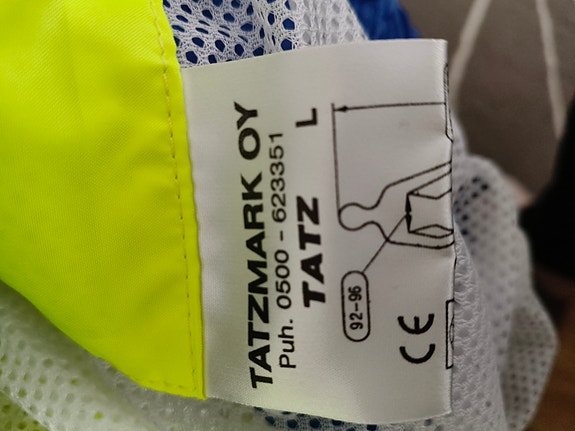 TATZMARK OY
Puh. 0500 - 623351
TATZ L
92-96
CE